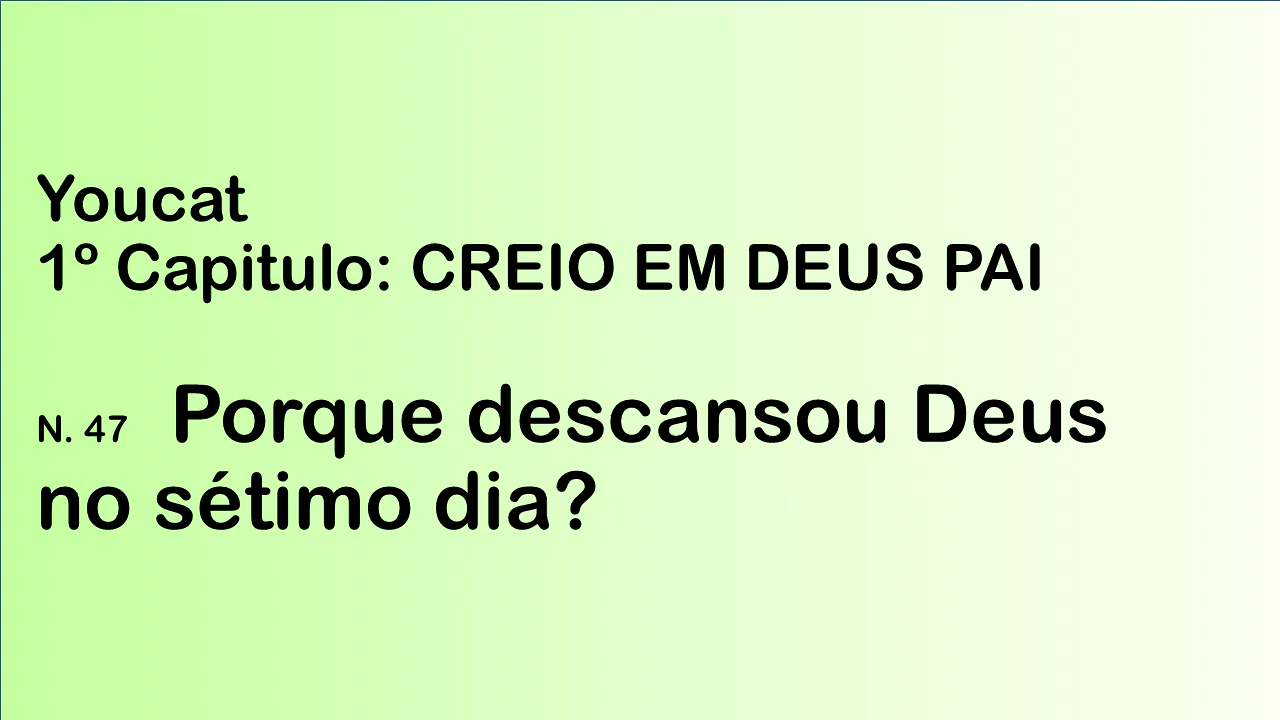 Youcat
1º Capitulo: CREIO EM DEUS PAI
N. 47 Porque descansou Deus
no sétimo dia?